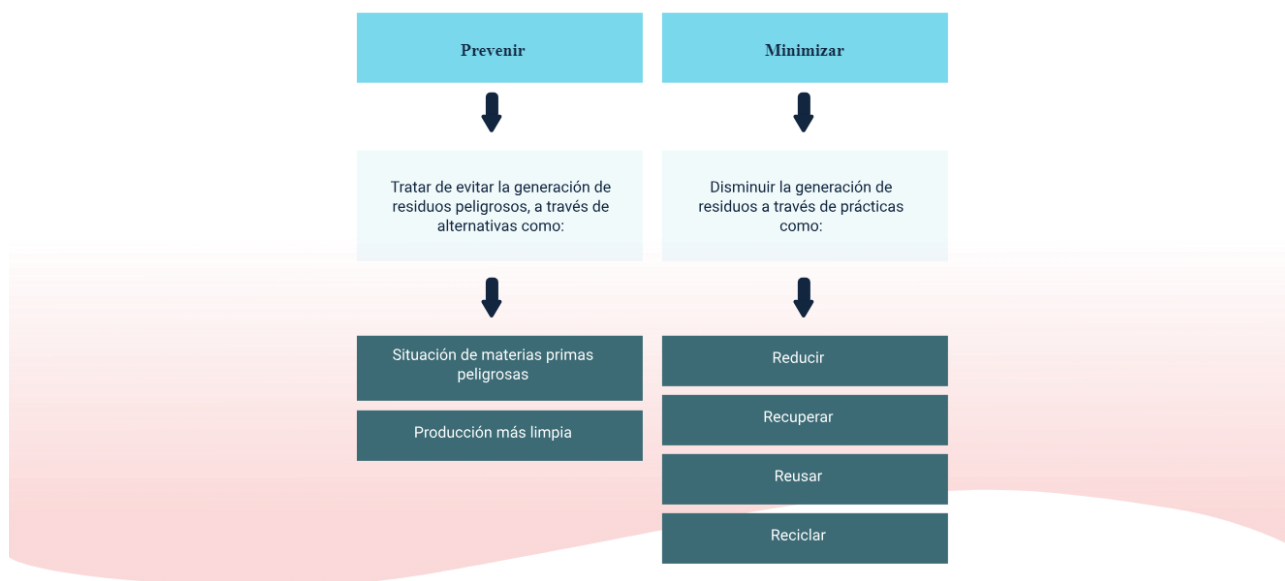 Prevenir
Tratar de evitar la generación de
residuos peligrosos, a través de
alternativas como:
Situación de materias primas
peligrosas
Producción más limpia
Minimizar
Disminuir la generación de
residuos a través de prácticas
como:
Reducir
Recuperar
Reusar
Reciclar